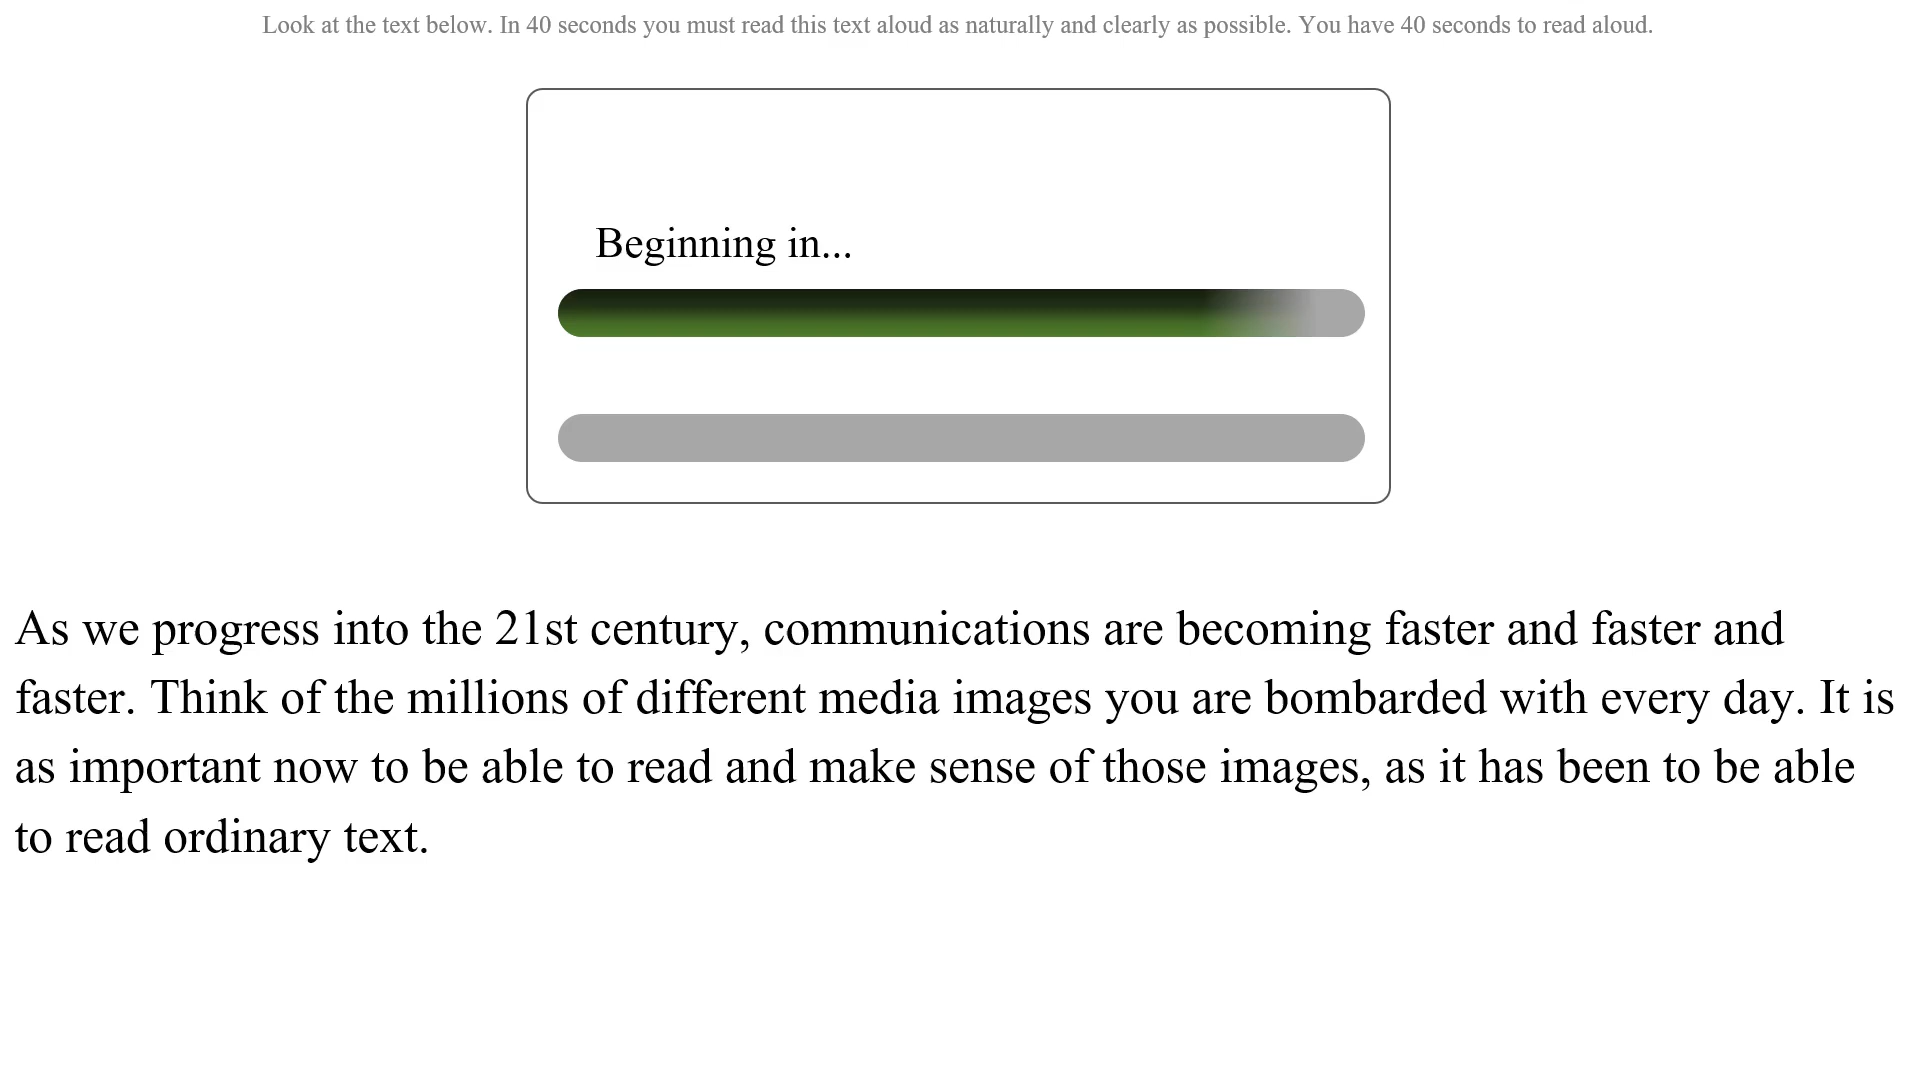 Look at the text below. In 40 seconds you must read this text aloud as naturally and clearly as possible. You have 40 seconds to read aloud.
Beginning in...
As we progress into the 21st century, communications are becoming faster and faster and
faster. Think of the millions of different media images you are bombarded with every day. It is
as important now to be able to read and make sense of those images, as it has been to be able
to read ordinary text.